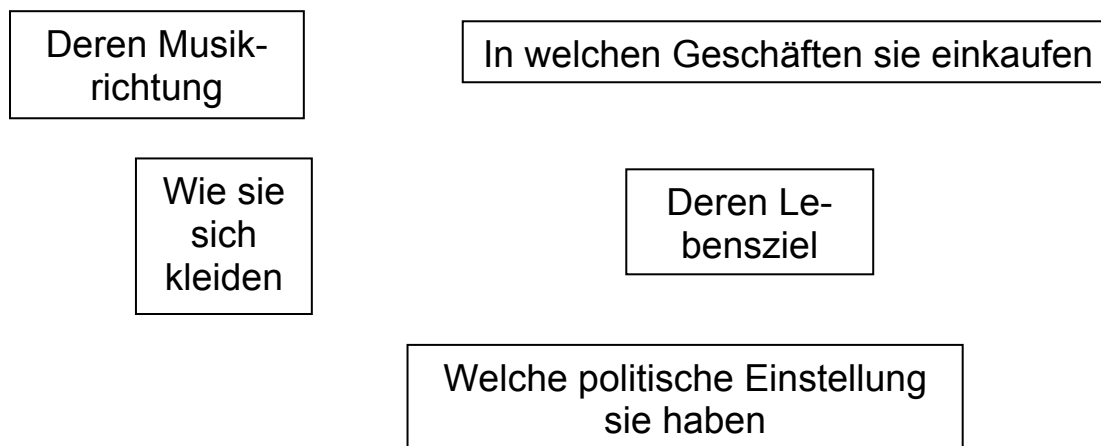 Deren Musik-
richtung
In welchen Geschäften sie einkaufen
Wie sie
sich
kleiden
Deren Le-
bensziel
Welche politische Einstellung
sie haben